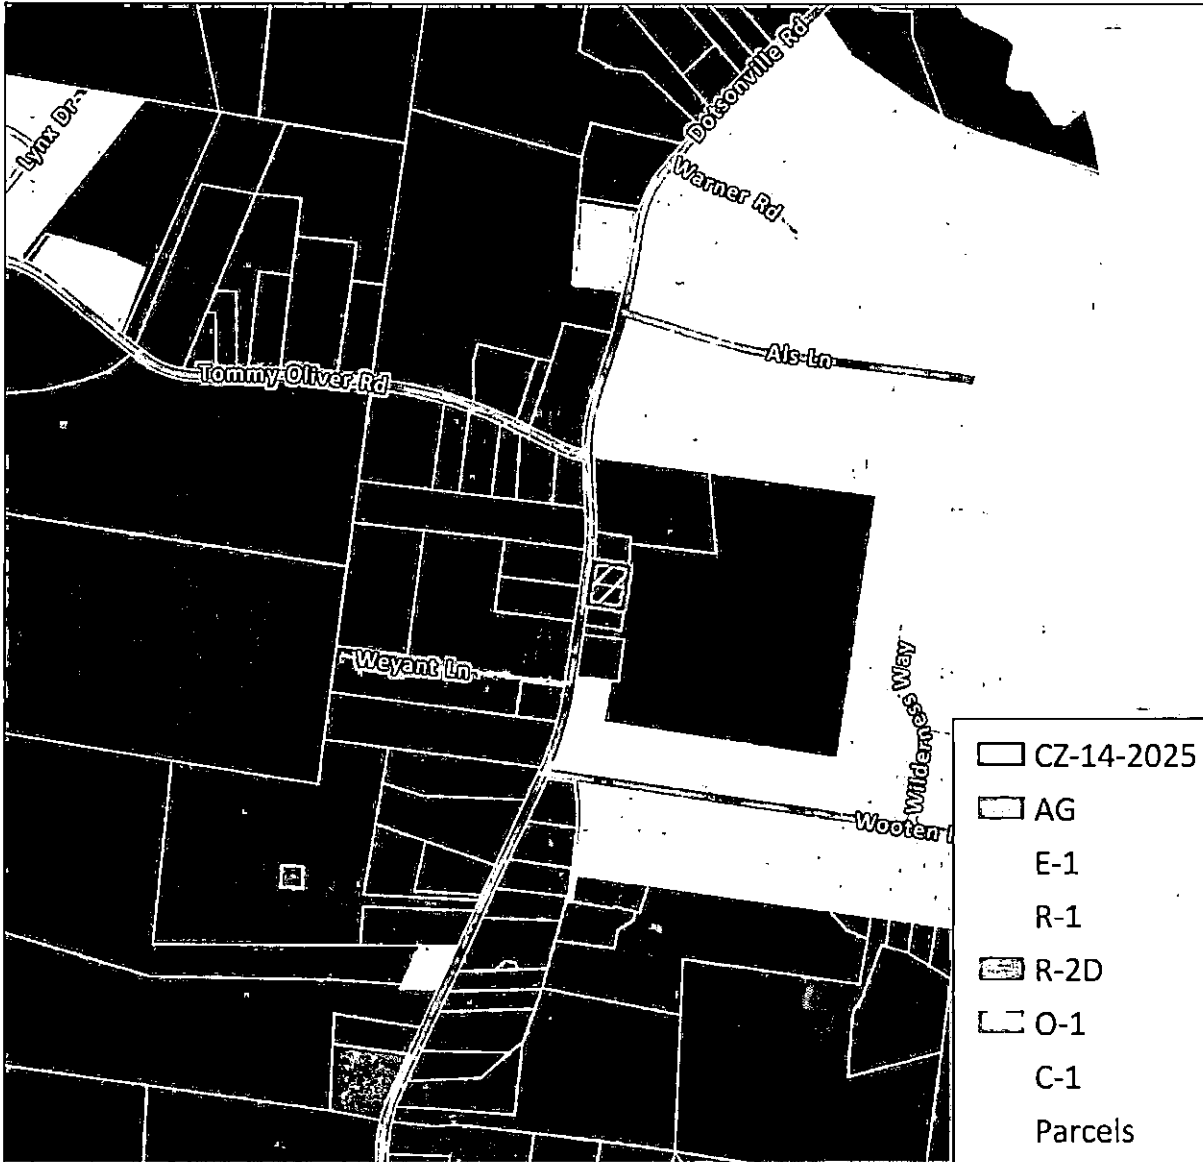 Dotsonville Rd
Lynx Dr
Warner Rd
Als Ln
Tommy Oliver Rd
Weyant Ln
Wilderness Way
Wooten
CZ-14-2025
AG
E-1
R-1
R-2D
O-1
C-1
Parcels